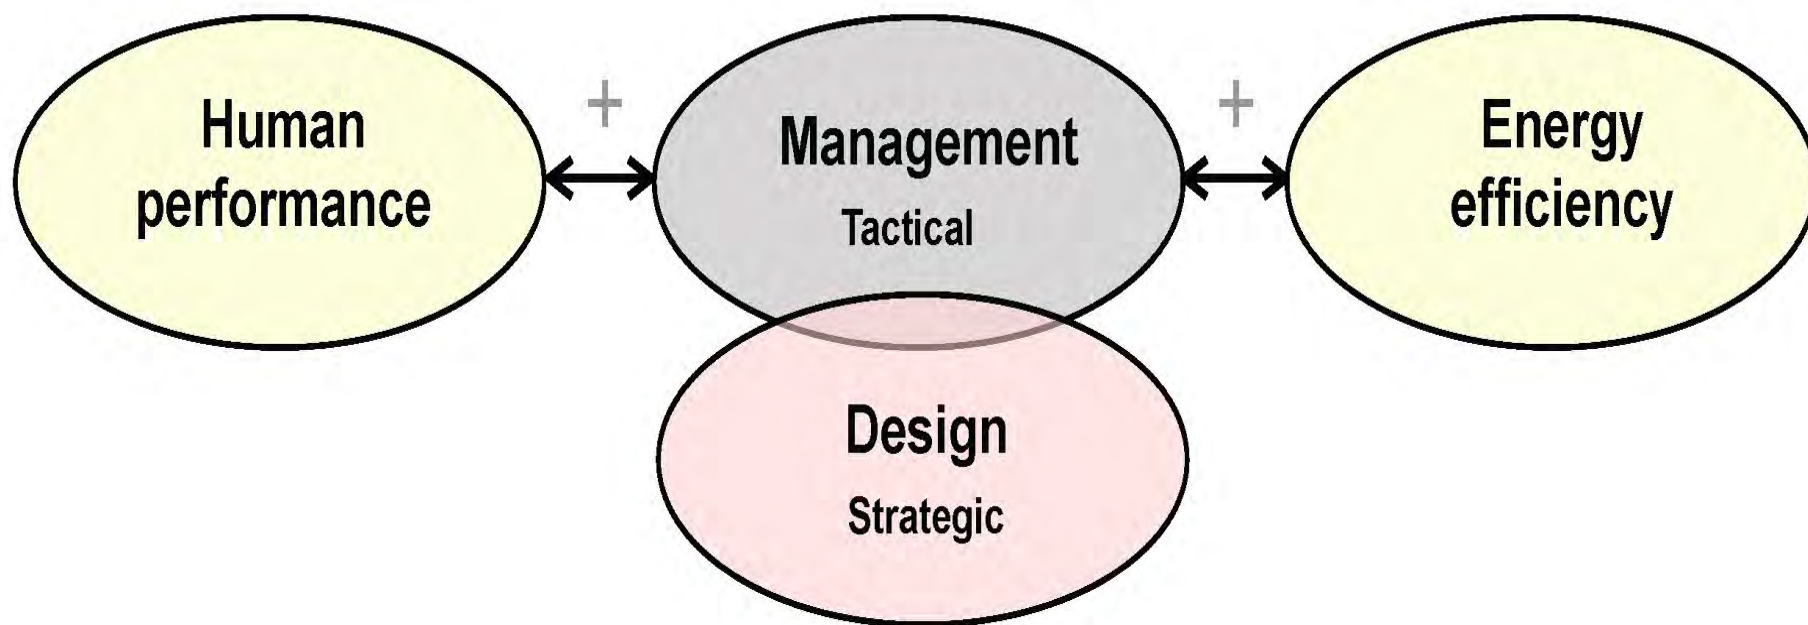 Human
performance
+
Management
Tactical
+
Energy
efficiency
Design
Strategic